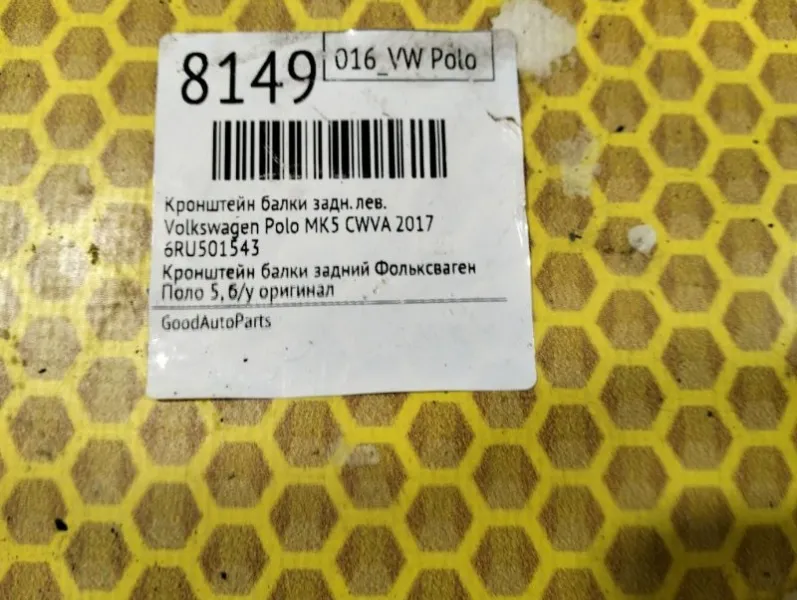 8149
016_VW Polo
Кронштейн балки задн.лев.
Volkswagen Polo MK5 CWVA 2017
6RU501543
Кронштейн балки задний Фольксваген
Поло 5, б/у оригинал
GoodAutoParts